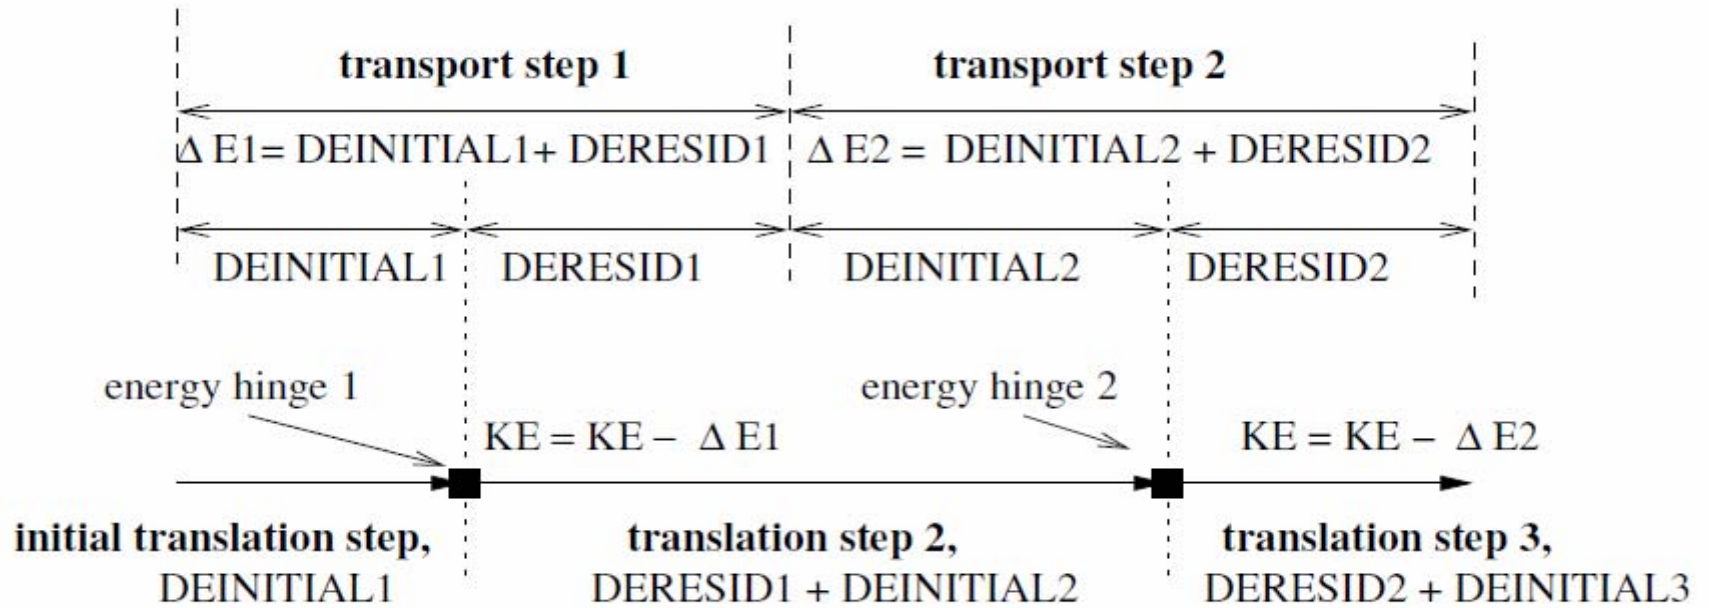 transport step 1
transport step 2
Δ E1= DEINITIAL1+ DERESID1
Δ E2 = DEINITIAL2 + DERESID2
DEINITIAL1
DERESID1
DEINITIAL2
DERESID2
energy hinge 1
energy hinge 2
KE = KE − Δ E1
KE = KE − Δ E2
initial translation step,
DEINITIAL1
translation step 2,
DERESID1 + DEINITIAL2
translation step 3,
DERESID2 + DEINITIAL3